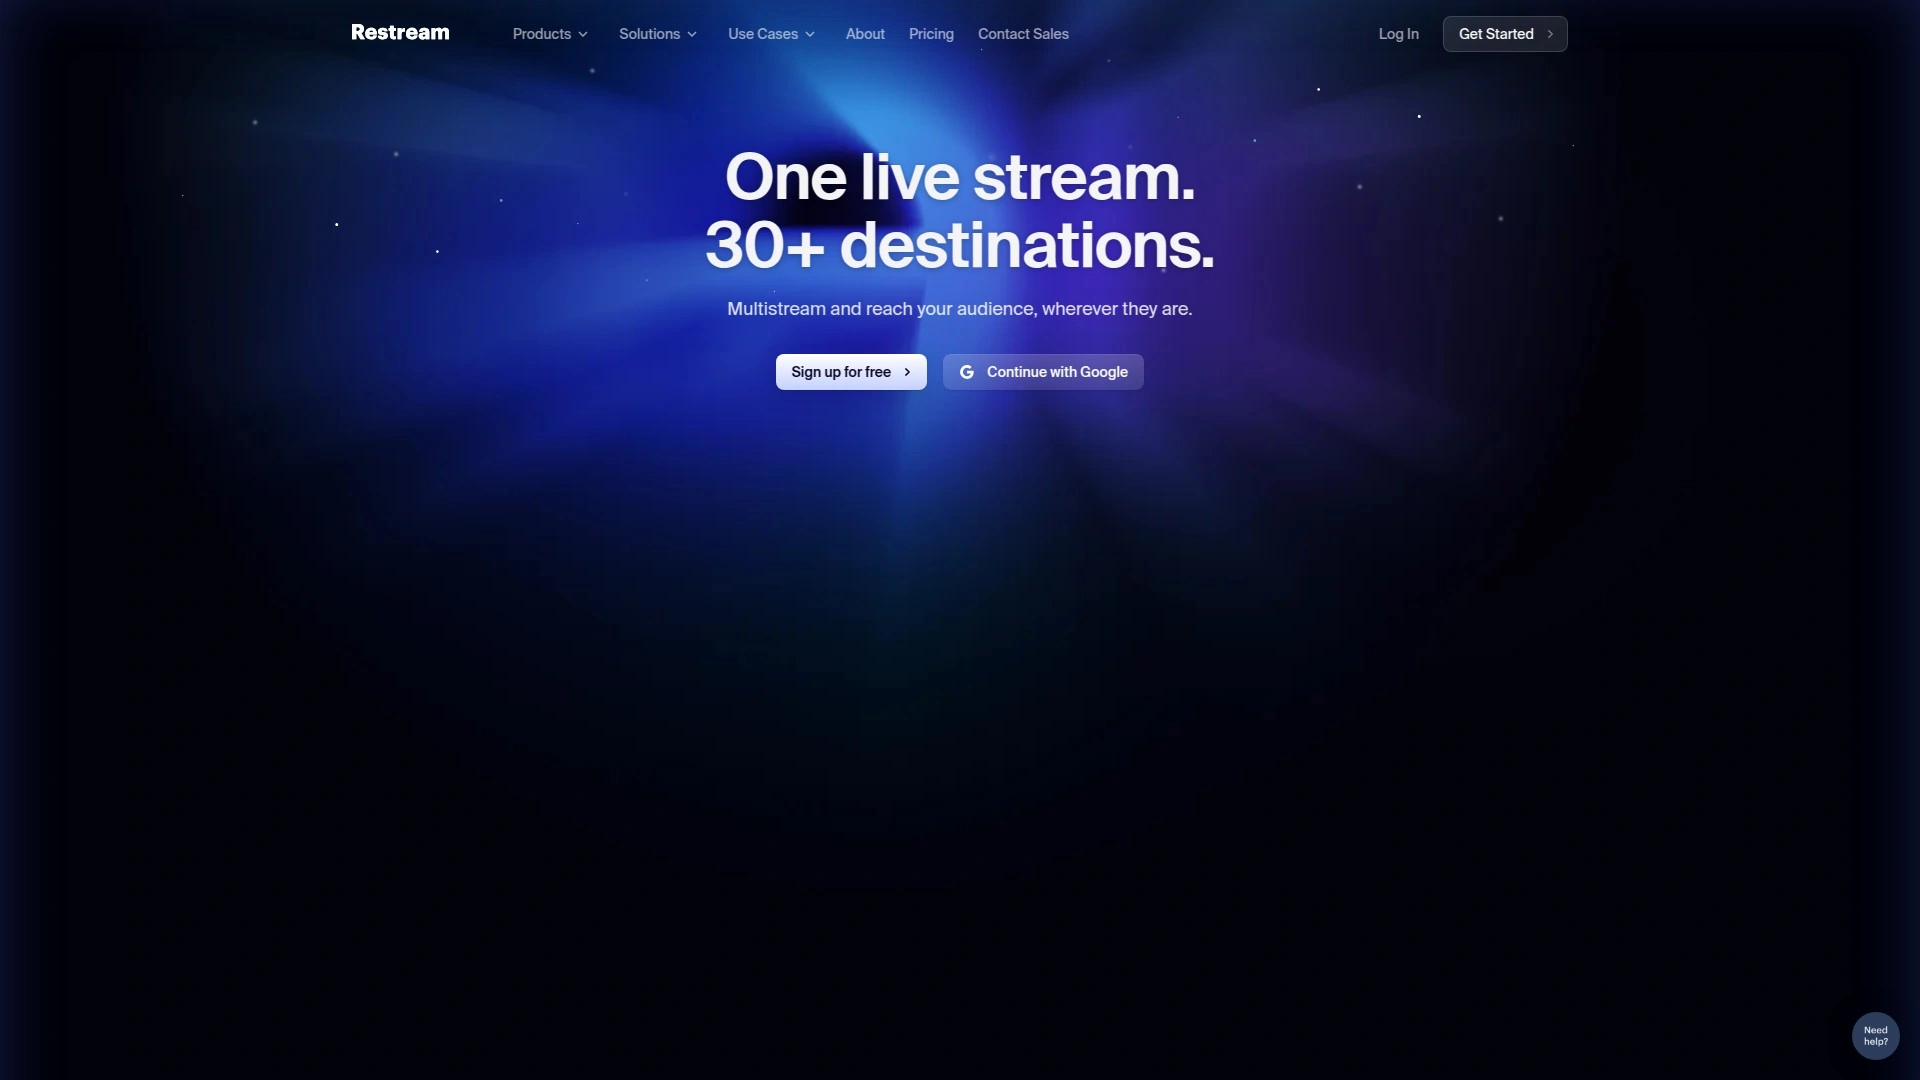 Restream
Products
Solutions
Use Cases
About
Pricing
Contact Sales
Log In
Get Started
One live stream.
30+ destinations.
Multistream and reach your audience, wherever they are.
Sign up for free
Continue with Google
Need
help?